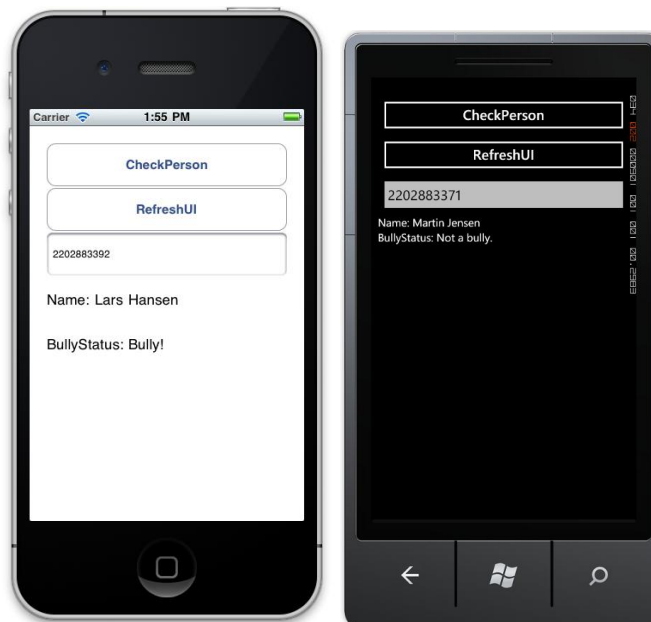 Carrier 1:55 PM
CheckPerson
RefreshUI
2202883392
Name: Lars Hansen
BullyStatus: Bully!
CheckPerson
RefreshUI
2202883371
Name: Martin Jensen
BullyStatus: Not a bully.